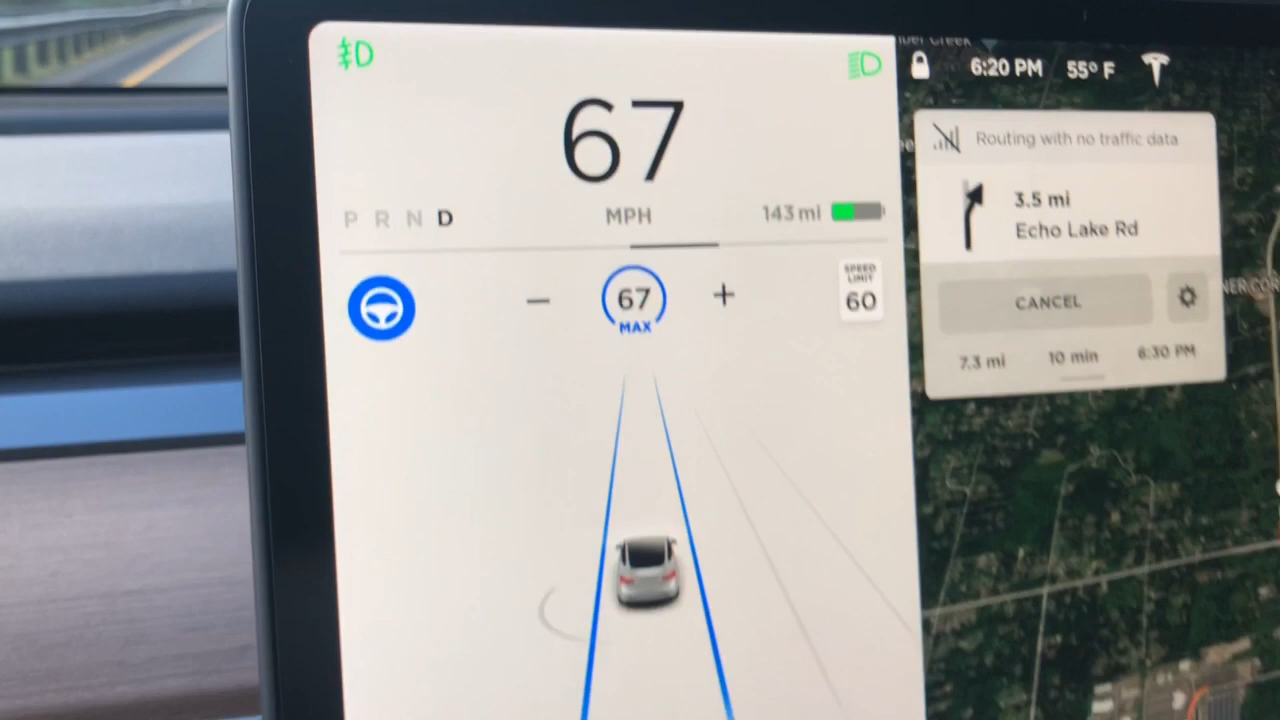 67
MPH
P R N D
143 mi
67
MAX
SPEED
LIMIT
60
6:20 PM 55° F
Routing with no traffic data
3.5 mi
Echo Lake Rd
CANCEL
7.3 mi 10 min 6:30 PM